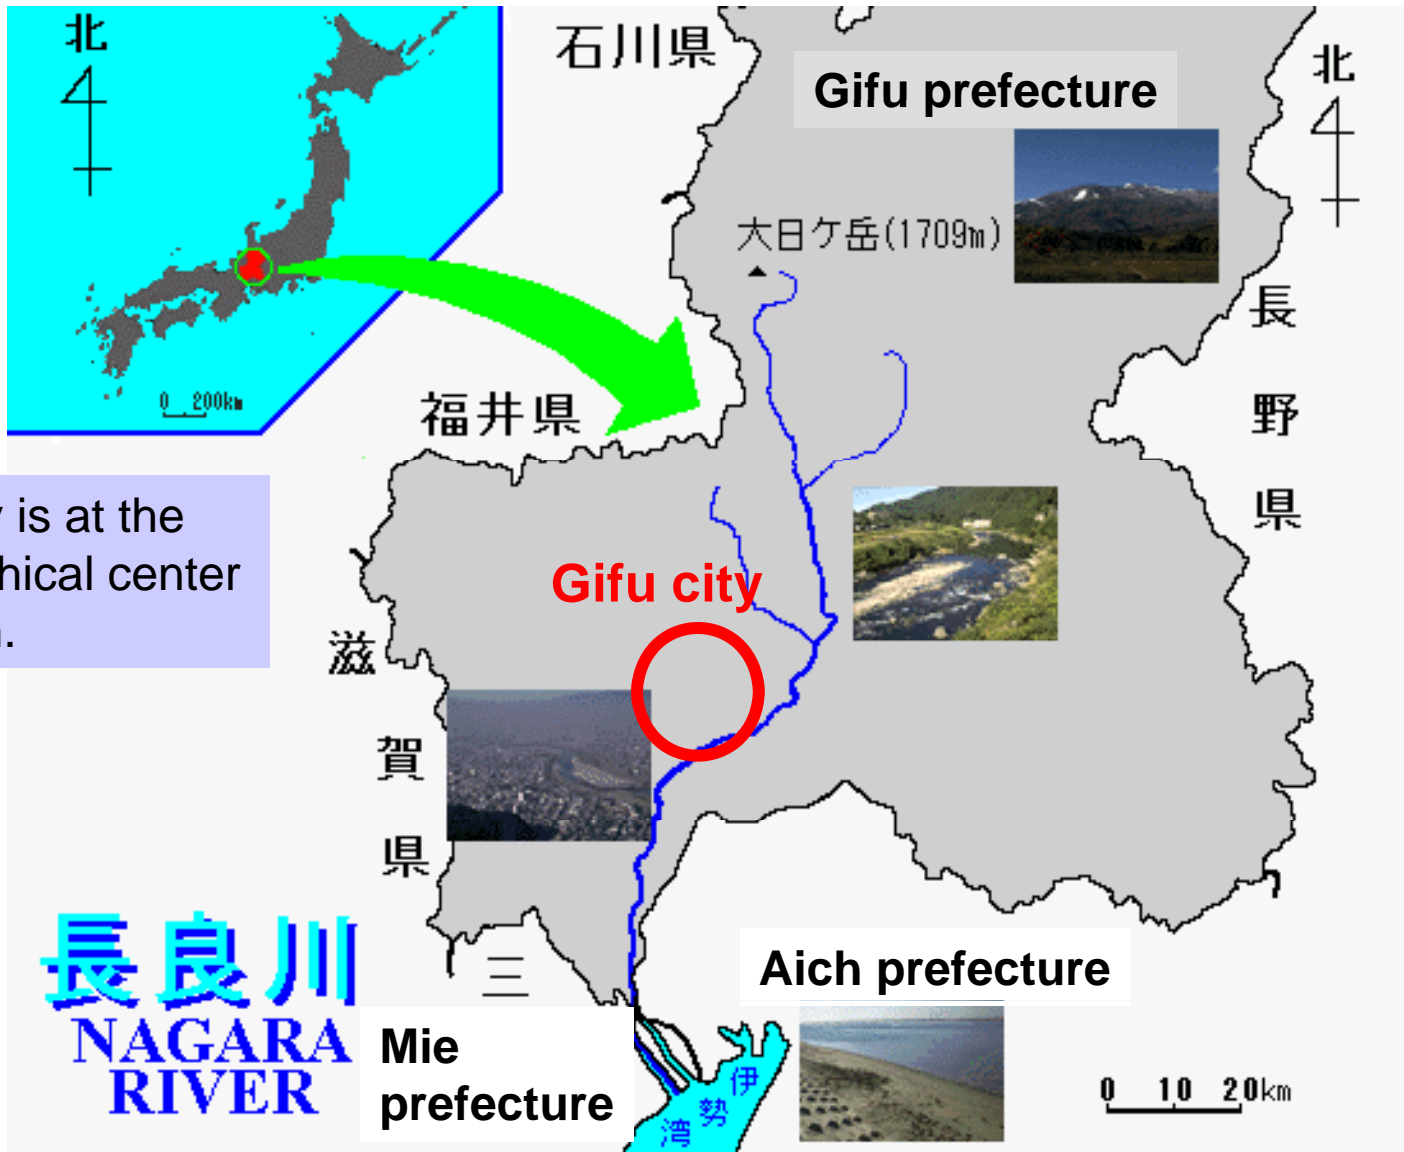 北
石川県
Gifu prefecture
北
大日ケ岳(1709m)
長
野
県
0 200km
福井県
y is at the
hical center
.
Gifu city
滋
賀
県
長良川
NAGARA
RIVER
三
Mie
prefecture
Aich prefecture
伊
勢
湾
0 10 20km